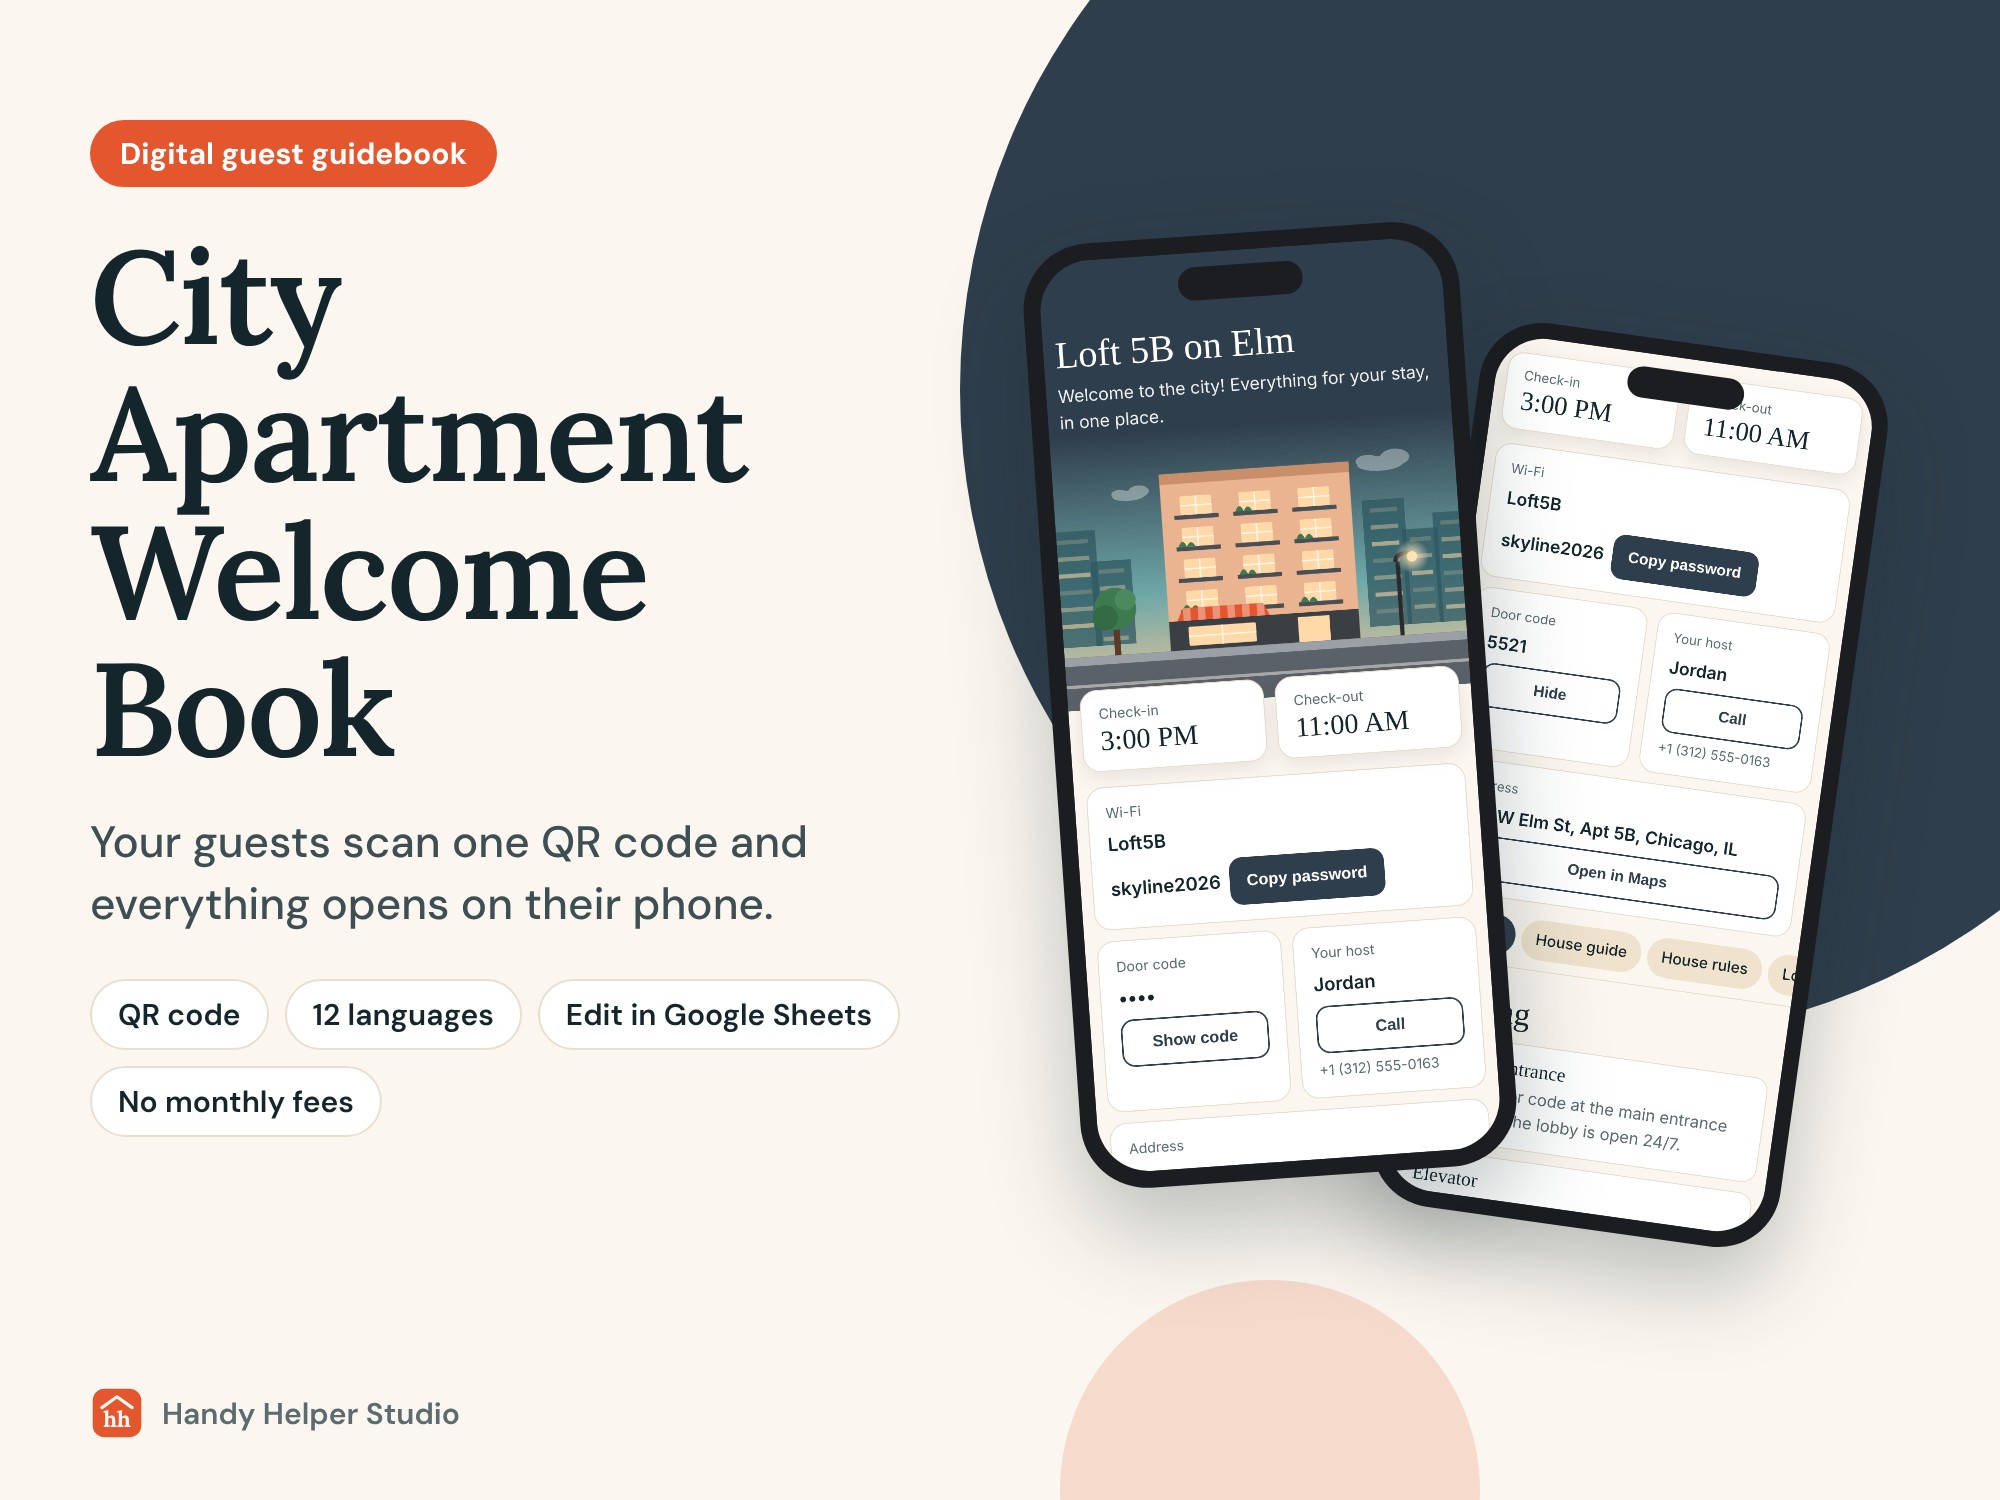 Digital guest guidebook
City
Apartment
Welcome
Book
Your guests scan one QR code and
everything opens on their phone.
QR code
12 languages
Edit in Google Sheets
No monthly fees
hh
Handy Helper Studio
Loft 5B on Elm
Welcome to the city! Everything for your stay,
in one place.
Check-in
3:00 PM
Check-out
11:00 AM
Wi-Fi
Loft5B
skyline2026
Copy password
Door code
••••
Show code
Your host
Jordan
Call
+1 (312) 555-0163
Address
Check-in
3:00 PM
11:00 AM
Wi-Fi
Loft5B
skyline2026
Copy password
Door code
5521
Hide
Your host
Jordan
Call
+1 (312) 555-0163
W Elm St, Apt 5B, Chicago, IL
Open in Maps
House guide
House rules
code at the main entrance
lobby is open 24/7.
Elevator